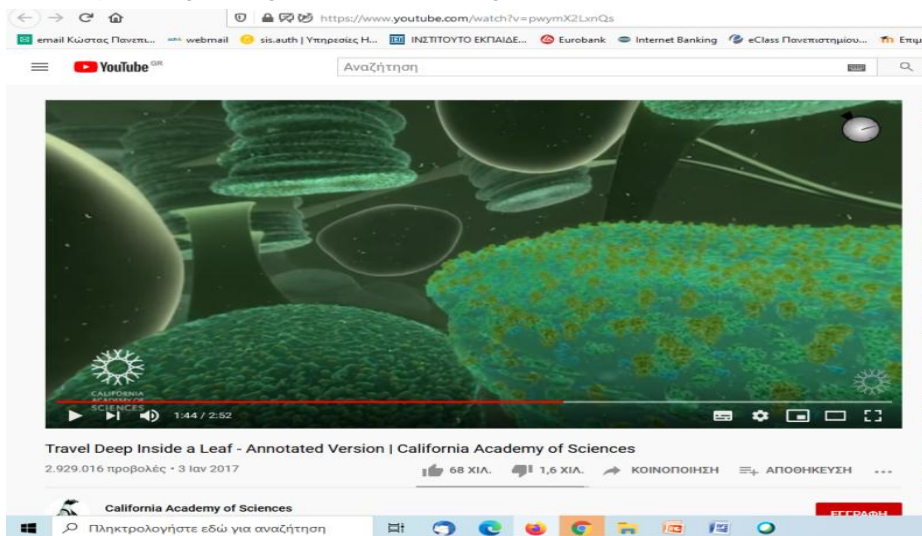 https://www.youtube.com/watch?v=pwymX2LxnQs
email Κώστας Πανεπι... webmail sis.auth | Υπηρεσίες Η... ΙΝΣΤΙΤΟΥΤΟ ΕΚΠΑΙΔΕ... Eurobank Internet Banking eClass Πανεπιστημίου...
YouTube GR Αναζήτηση
CALIFORNIA
ACADEMY OF
SCIENCES
1:44 / 2:52
Travel Deep Inside a Leaf - Annotated Version | California Academy of Sciences
2.929.016 προβολές • 3 Ιαν 2017 68 ΧΙΛ. 1,6 ΧΙΛ. ΚΟΙΝΟΠΟΙΗΣΗ ΑΠΟΘΗΚΕΥΣΗ ...
California Academy of Sciences ΕΓΓΡΑΦΗ
Πληκτρολογήστε εδώ για αναζήτηση